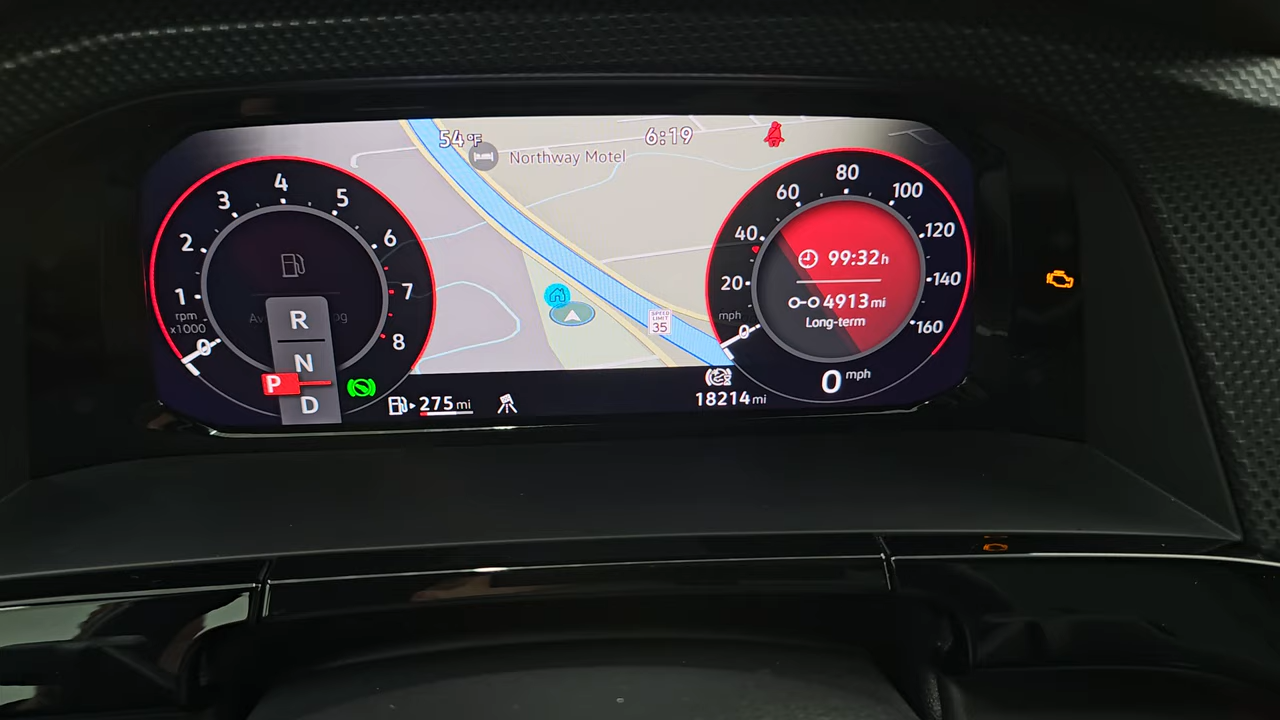 54°F
6:19
Northway Motel
1
2
3
4
5
6
7
8
0
rpm
x1000
R
N
P
D
275 mi
SPEED
LIMIT
35
18214 mi
0
20
40
60
80
100
120
140
160
mph
99:32 h
4913 mi
Long-term
0 mph